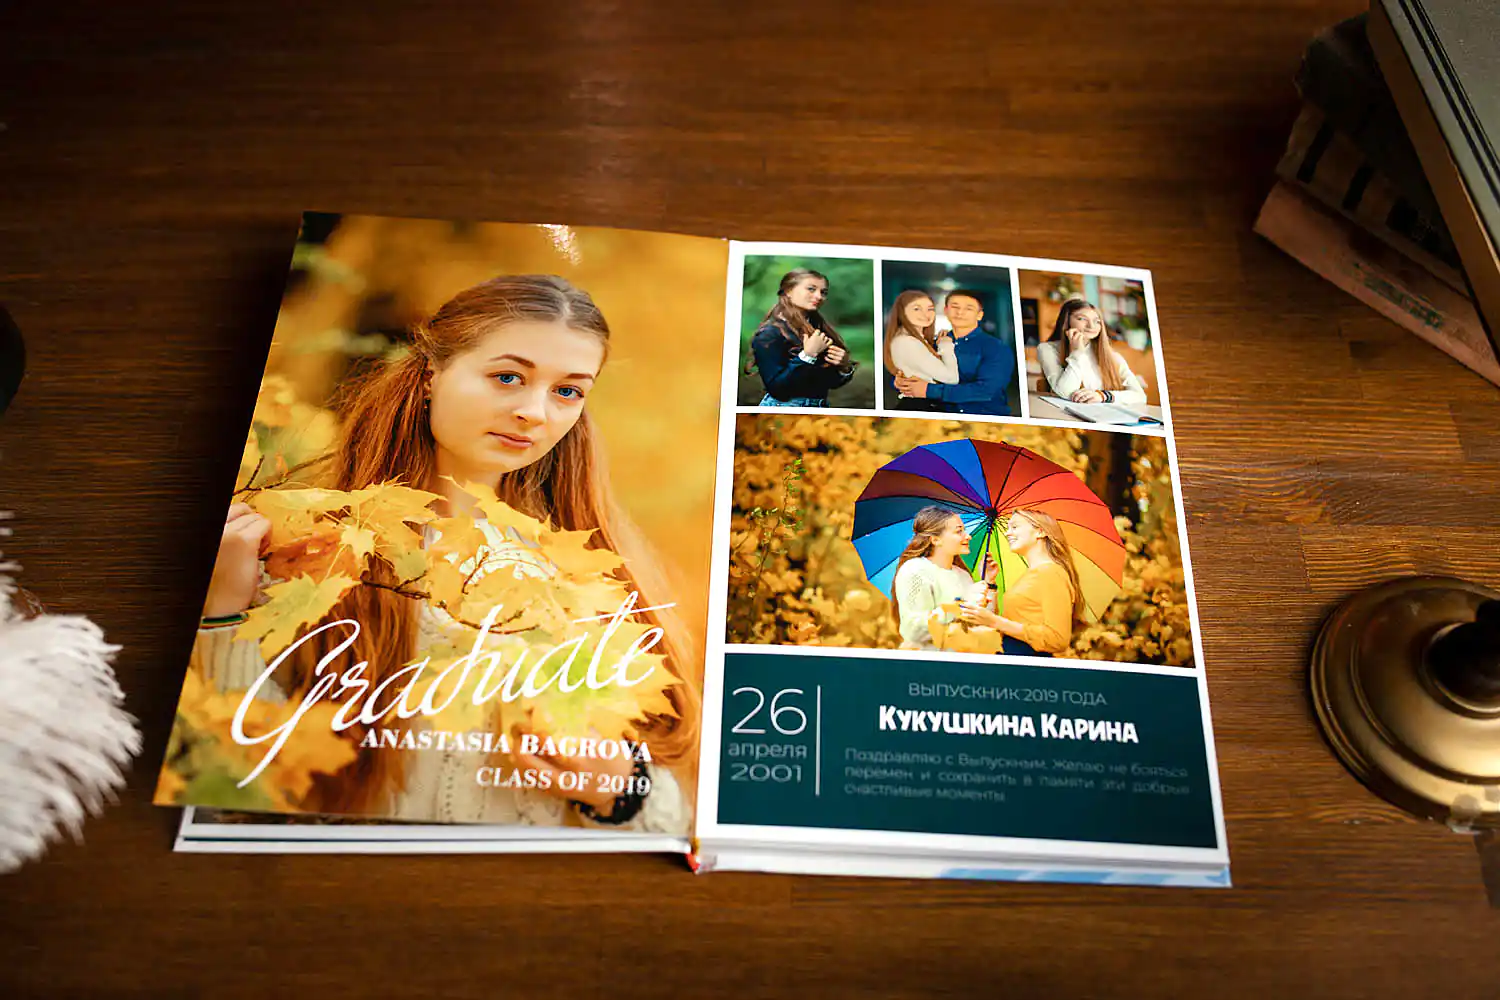 Graduate
ANASTASIA BAGROVA
CLASS OF 2019
26
апреля
2001
ВЫПУСКНИК 2019 ГОДА
КУКУШКИНА КАРИНА
Поздравляю с Выпускным. Желаю не бояться
перемен и сохранить в памяти эти добрые
счастливые моменты